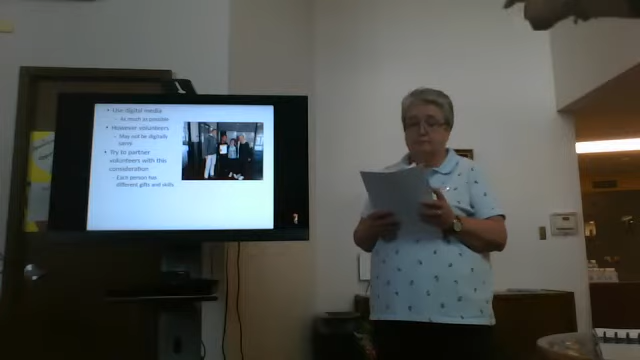 • Use digital media
– As much as possible
• However volunteers
– May not be digitally
• Try to partner
volunteers with this
consideration
– Each person has
different gifts and skills